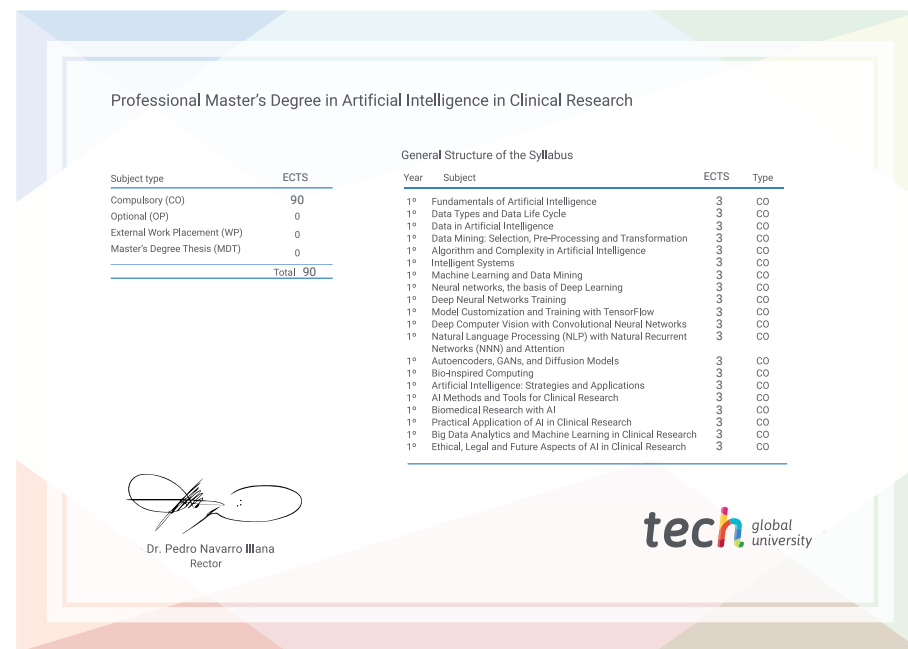 Professional Master's Degree in Artificial Intelligence in Clinical Research
Subject type ECTS
Compulsory (CO) 90
Optional (OP) 0
External Work Placement (WP) 0
Master's Degree Thesis (MDT) 0
Total 90
General Structure of the Syllabus
Year Subject ECTS Type
1º Fundamentals of Artificial Intelligence 3 CO
1º Data Types and Data Life Cycle 3 CO
1º Data in Artificial Intelligence 3 CO
1º Data Mining: Selection, Pre-Processing and Transformation 3 CO
1º Algorithm and Complexity in Artificial Intelligence 3 CO
1º Intelligent Systems 3 CO
1º Machine Learning and Data Mining 3 CO
1º Neural networks, the basis of Deep Learning 3 CO
1º Deep Neural Networks Training 3 CO
1º Model Customization and Training with TensorFlow 3 CO
1º Deep Computer Vision with Convolutional Neural Networks 3 CO
1º Natural Language Processing (NLP) with Natural Recurrent 3 CO
Networks (NNN) and Attention
1º Autoencoders, GANs, and Diffusion Models 3 CO
1º Bio-Inspired Computing 3 CO
1º Artificial Intelligence: Strategies and Applications 3 CO
1º AI Methods and Tools for Clinical Research 3 CO
1º Biomedical Research with AI 3 CO
1º Practical Application of AI in Clinical Research 3 CO
1º Big Data Analytics and Machine Learning in Clinical Research 3 CO
1º Ethical, Legal and Future Aspects of AI in Clinical Research 3 CO
Dr. Pedro Navarro Illana
Rector
tech global
university